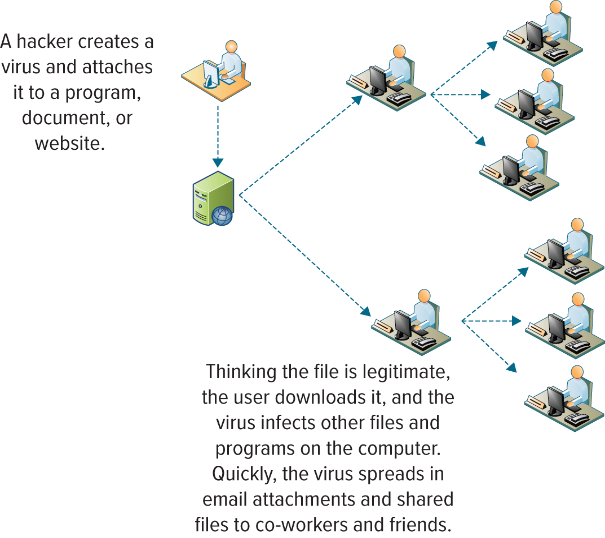 A hacker creates a
virus and attaches
it to a program,
document, or
website.
Thinking the file is legitimate,
the user downloads it, and the
virus infects other files and
programs on the computer.
Quickly, the virus spreads in
email attachments and shared
files to co-workers and friends.